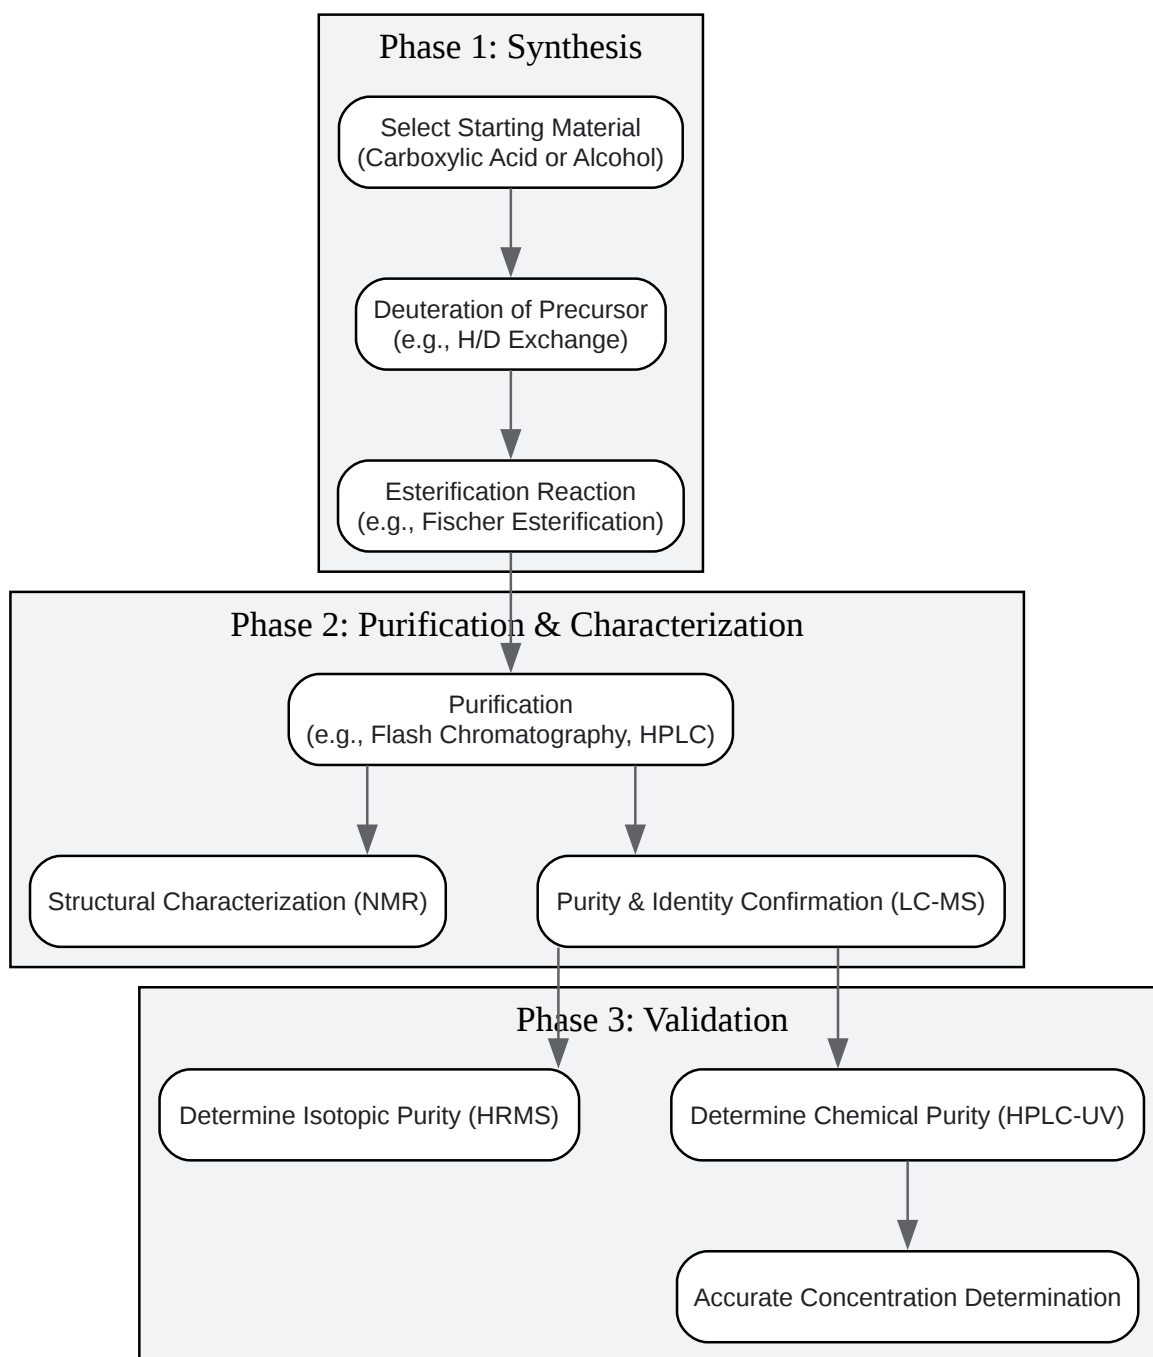 Phase 1: Synthesis
Select Starting Material
(Carboxylic Acid or Alcohol)
Deuteration of Precursor
(e.g., H/D Exchange)
Esterification Reaction
(e.g., Fischer Esterification)
Phase 2: Purification & Characterization
Purification
(e.g., Flash Chromatography, HPLC)
Structural Characterization (NMR)
Purity & Identity Confirmation (LC-MS)
Phase 3: Validation
Determine Isotopic Purity (HRMS)
Determine Chemical Purity (HPLC-UV)
Accurate Concentration Determination